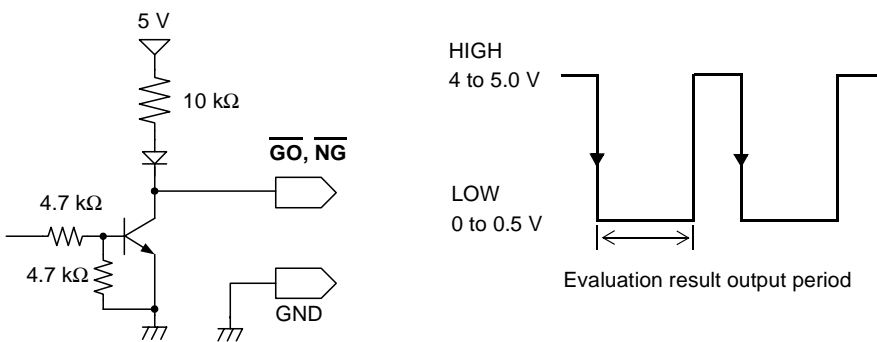 5 V
10 kΩ
GO, NG
4.7 kΩ
4.7 kΩ
GND
HIGH
4 to 5.0 V
LOW
0 to 0.5 V
Evaluation result output period